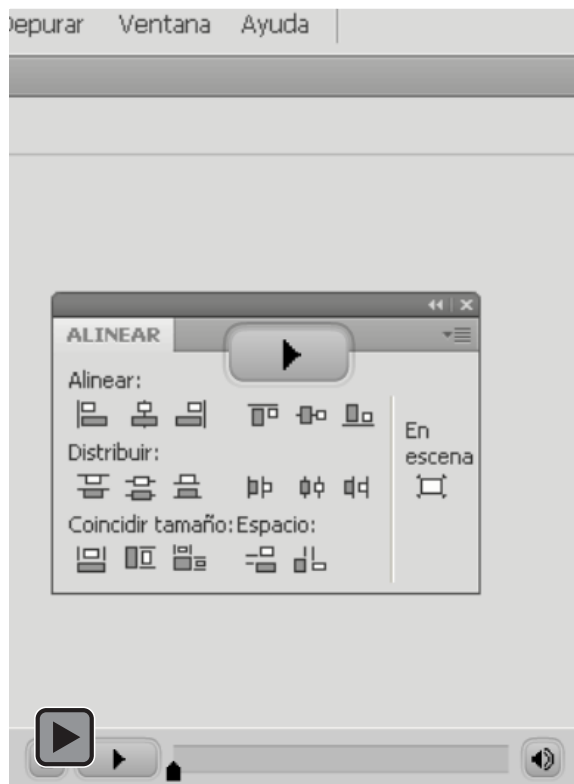 Depurar Ventana Ayuda
ALINEAR
Alinear:
En
escena
Distribuir:
Coincidir tamaño: Espacio: